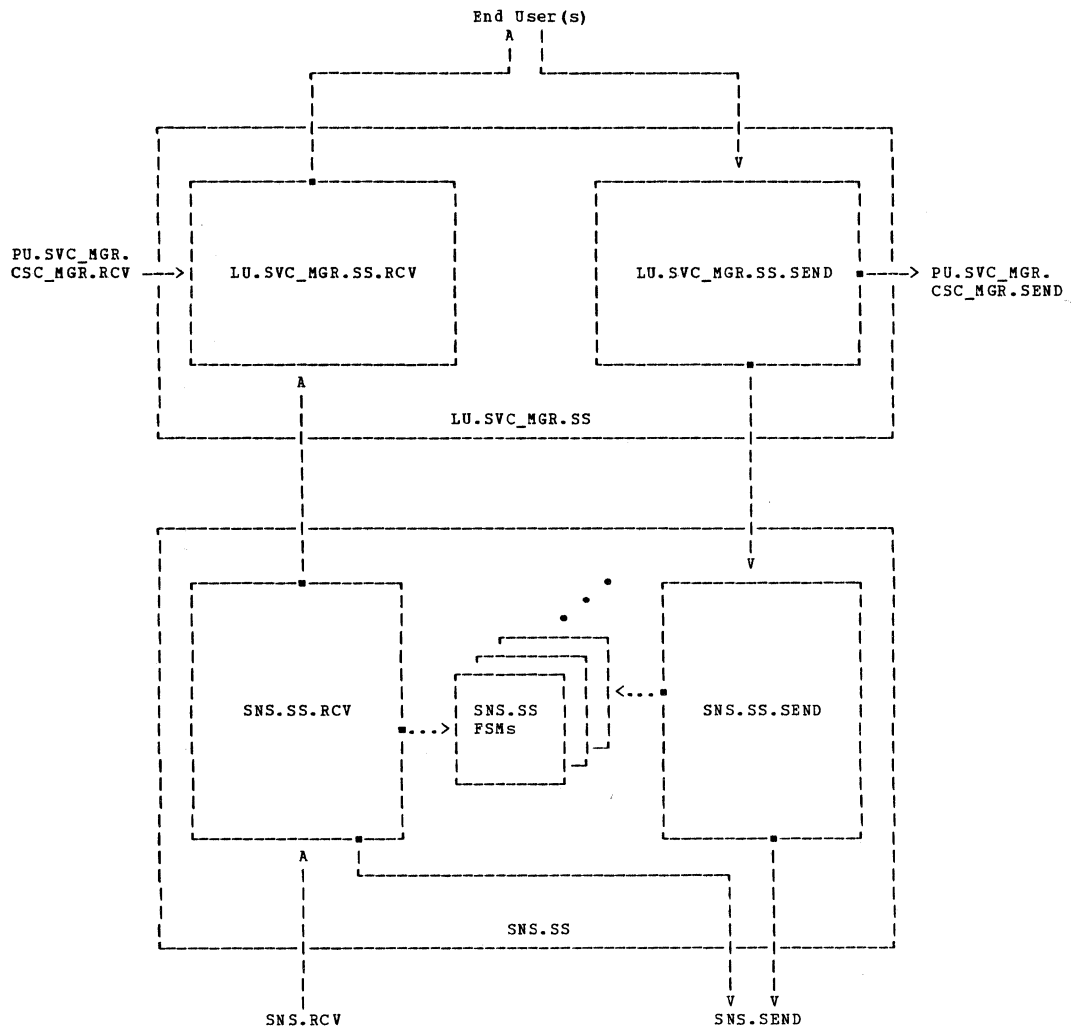 End User(s)
PU.SVC_MGR.
CSC_MGR.RCV
LU.SVC_MGR.SS.RCV
LU.SVC_MGR.SS.SEND
PU.SVC_MGR.
CSC_MGR.SEND
LU.SVC_MGR.SS
SNS.SS.RCV
SNS.SS
FSMs
SNS.SS.SEND
SNS.SS
SNS.RCV
SNS.SEND